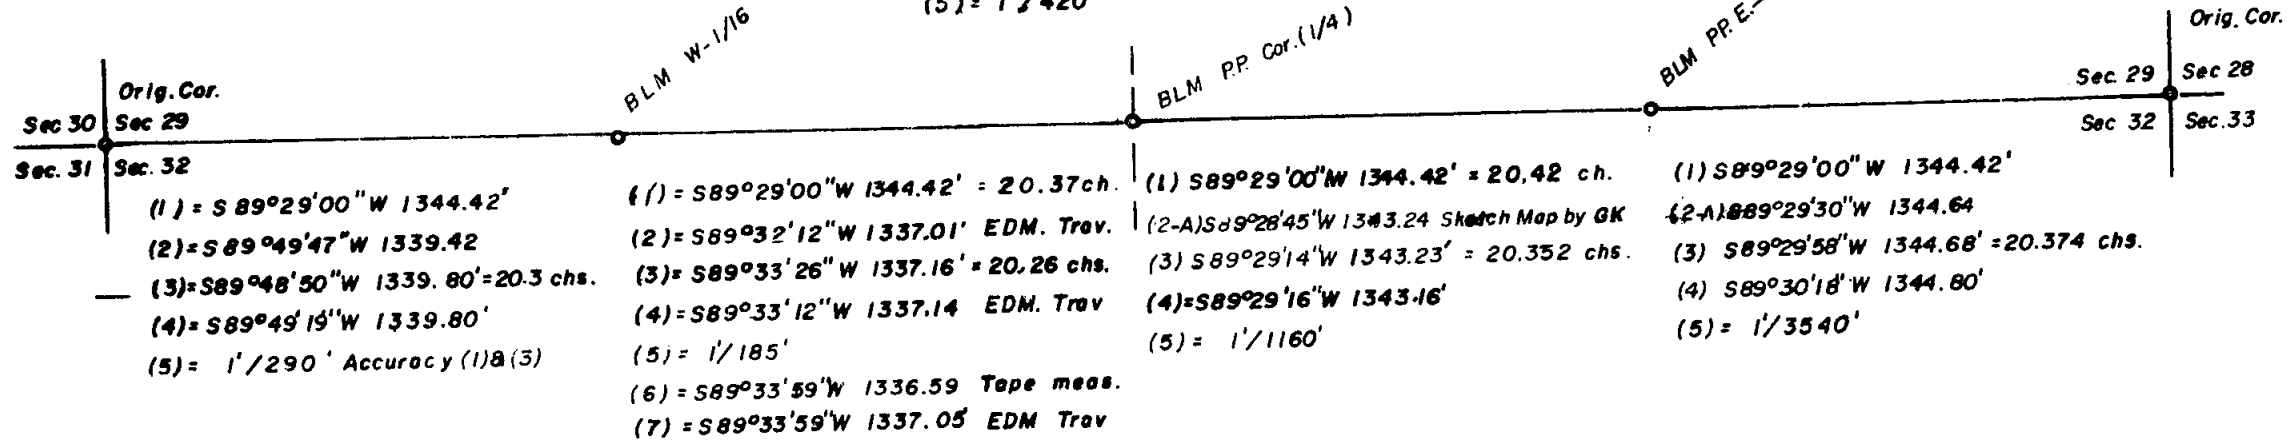 (5)= 1'/420
BLM W-1/16
BLM P.P. Cor.(1/4)
BLM P.P. E.-
Orig. Cor.
Orig. Cor.
Sec. 29 Sec 28
Sec 30 Sec 29
Sec 32 Sec. 33
Sec. 31 Sec. 32
(1) = S 89°29'00"W 1344.42'
(2)= S 89°49'47"W 1339.42
(3)= S89°48'50"W 1339.80'=20.3 chs.
(4)= S89°49'19"W 1339.80'
(5)= 1'/290' Accuracy (1)&(3)
(1)= S89°29'00"W 1344.42' = 20.37ch.
(2)= S89°32'12"W 1337.01' EDM. Trav.
(3)= S89°33'26"W 1337.16' = 20.26 chs.
(4)= S89°33'12"W 1337.14 EDM. Trav
(5)= 1'/185'
(6) = S89°33'59"W 1336.59 Tape meas.
(7) = S89°33'59"W 1337.05' EDM Trav
(1) S89°29'00"W 1344.42' = 20.42 ch.
(2-A) S89°28'45"W 1343.24 Sketch Map by GK
(3) S89°29'14"W 1343.23' = 20.352 chs.
(4)= S89°29'16"W 1343.16'
(5) = 1'/1160'
(1) S89°29'00"W 1344.42'
(2-A) S89°29'30"W 1344.64
(3) S89°29'58"W 1344.68' =20.374 chs.
(4) S89°30'18"W 1344.80'
(5) = 1'/3540'